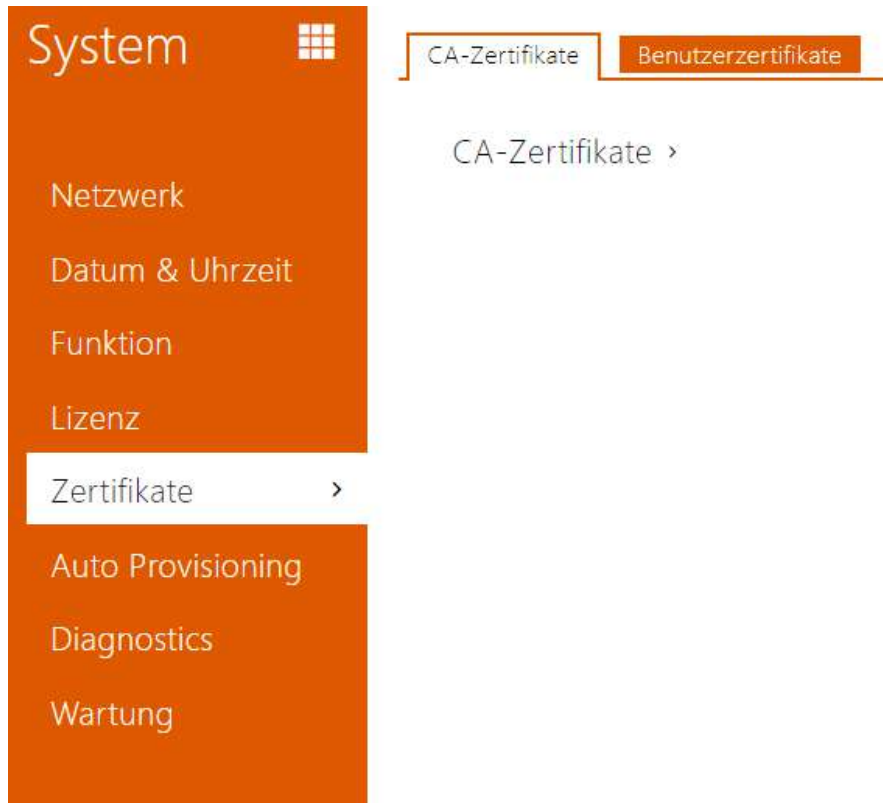 System
Netzwerk
Datum & Uhrzeit
Funktion
Lizenz
Zertifikate
Auto Provisioning
Diagnostics
Wartung
CA-Zertifikate
Benutzerzertifikate
CA-Zertifikate